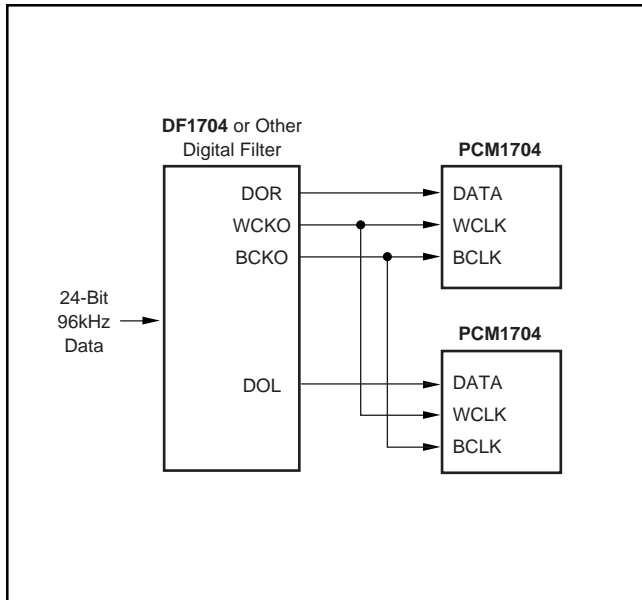 DF1704 or Other
Digital Filter
PCM1704
DOR
DATA
WCKO
WCLK
BCKO
BCLK
24-Bit
96kHz
Data
PCM1704
DOL
DATA
WCLK
BCLK